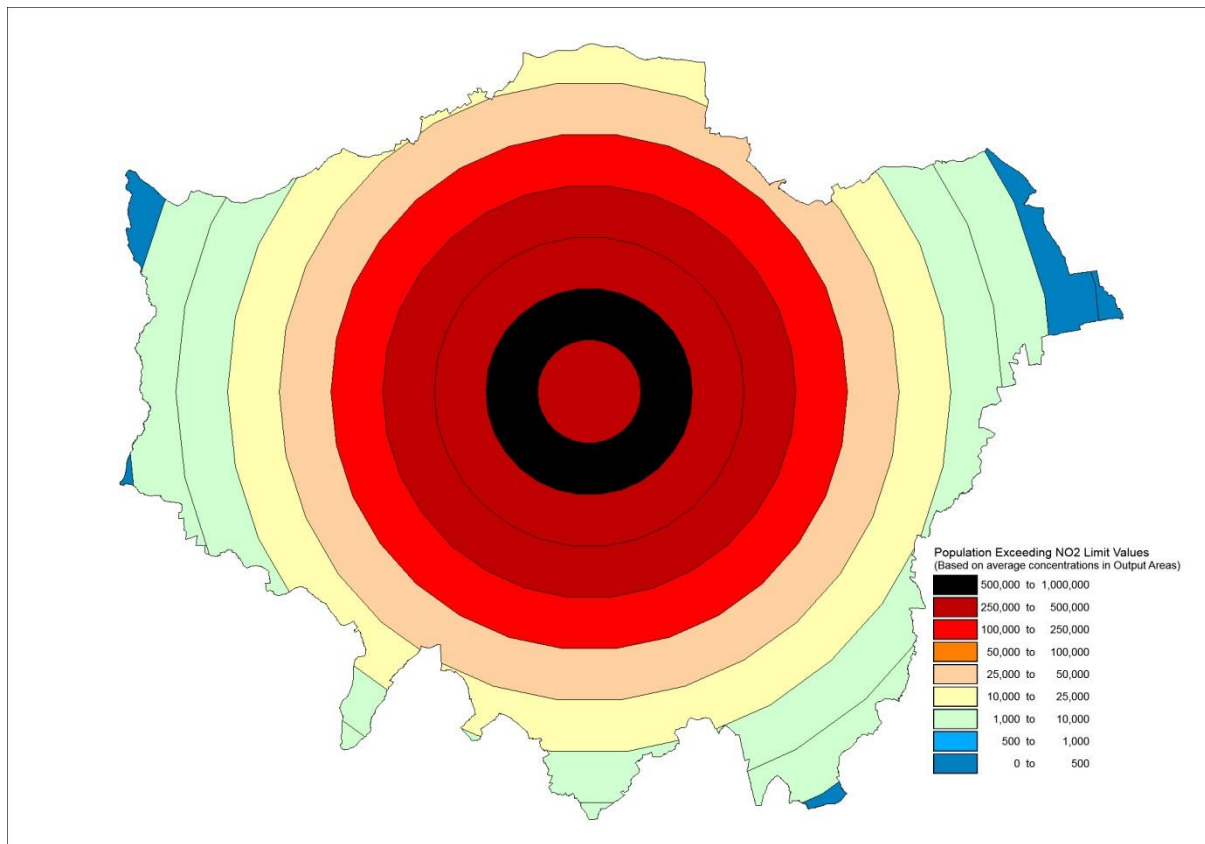 Population Exceeding NO2 Limit Values
(Based on average concentrations in Output Areas)
500,000 to 1,000,000
250,000 to 500,000
100,000 to 250,000
50,000 to 100,000
25,000 to 50,000
10,000 to 25,000
1,000 to 10,000
500 to 1,000
0 to 500